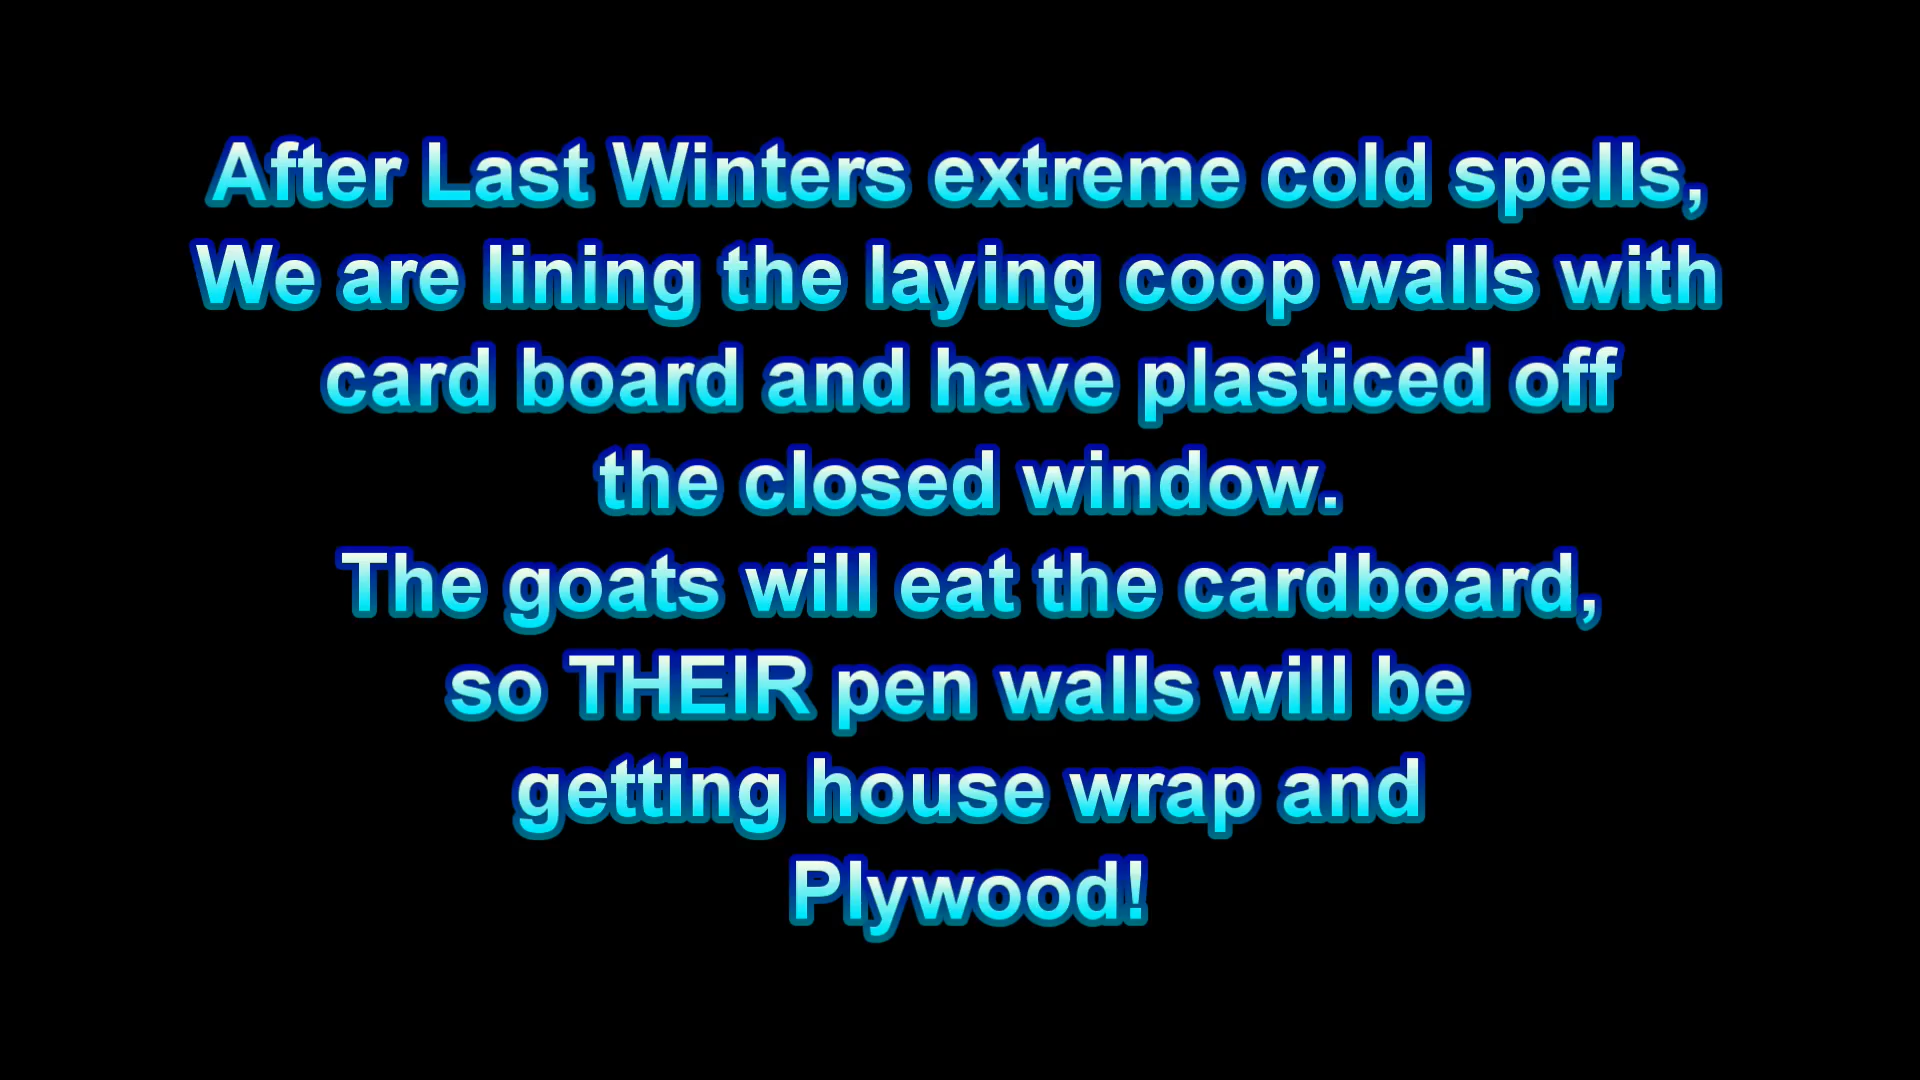 After Last Winters extreme cold spells,
We are lining the laying coop walls with
card board and have plasticed off
the closed window.
The goats will eat the cardboard,
so THEIR pen walls will be
getting house wrap and
Plywood!